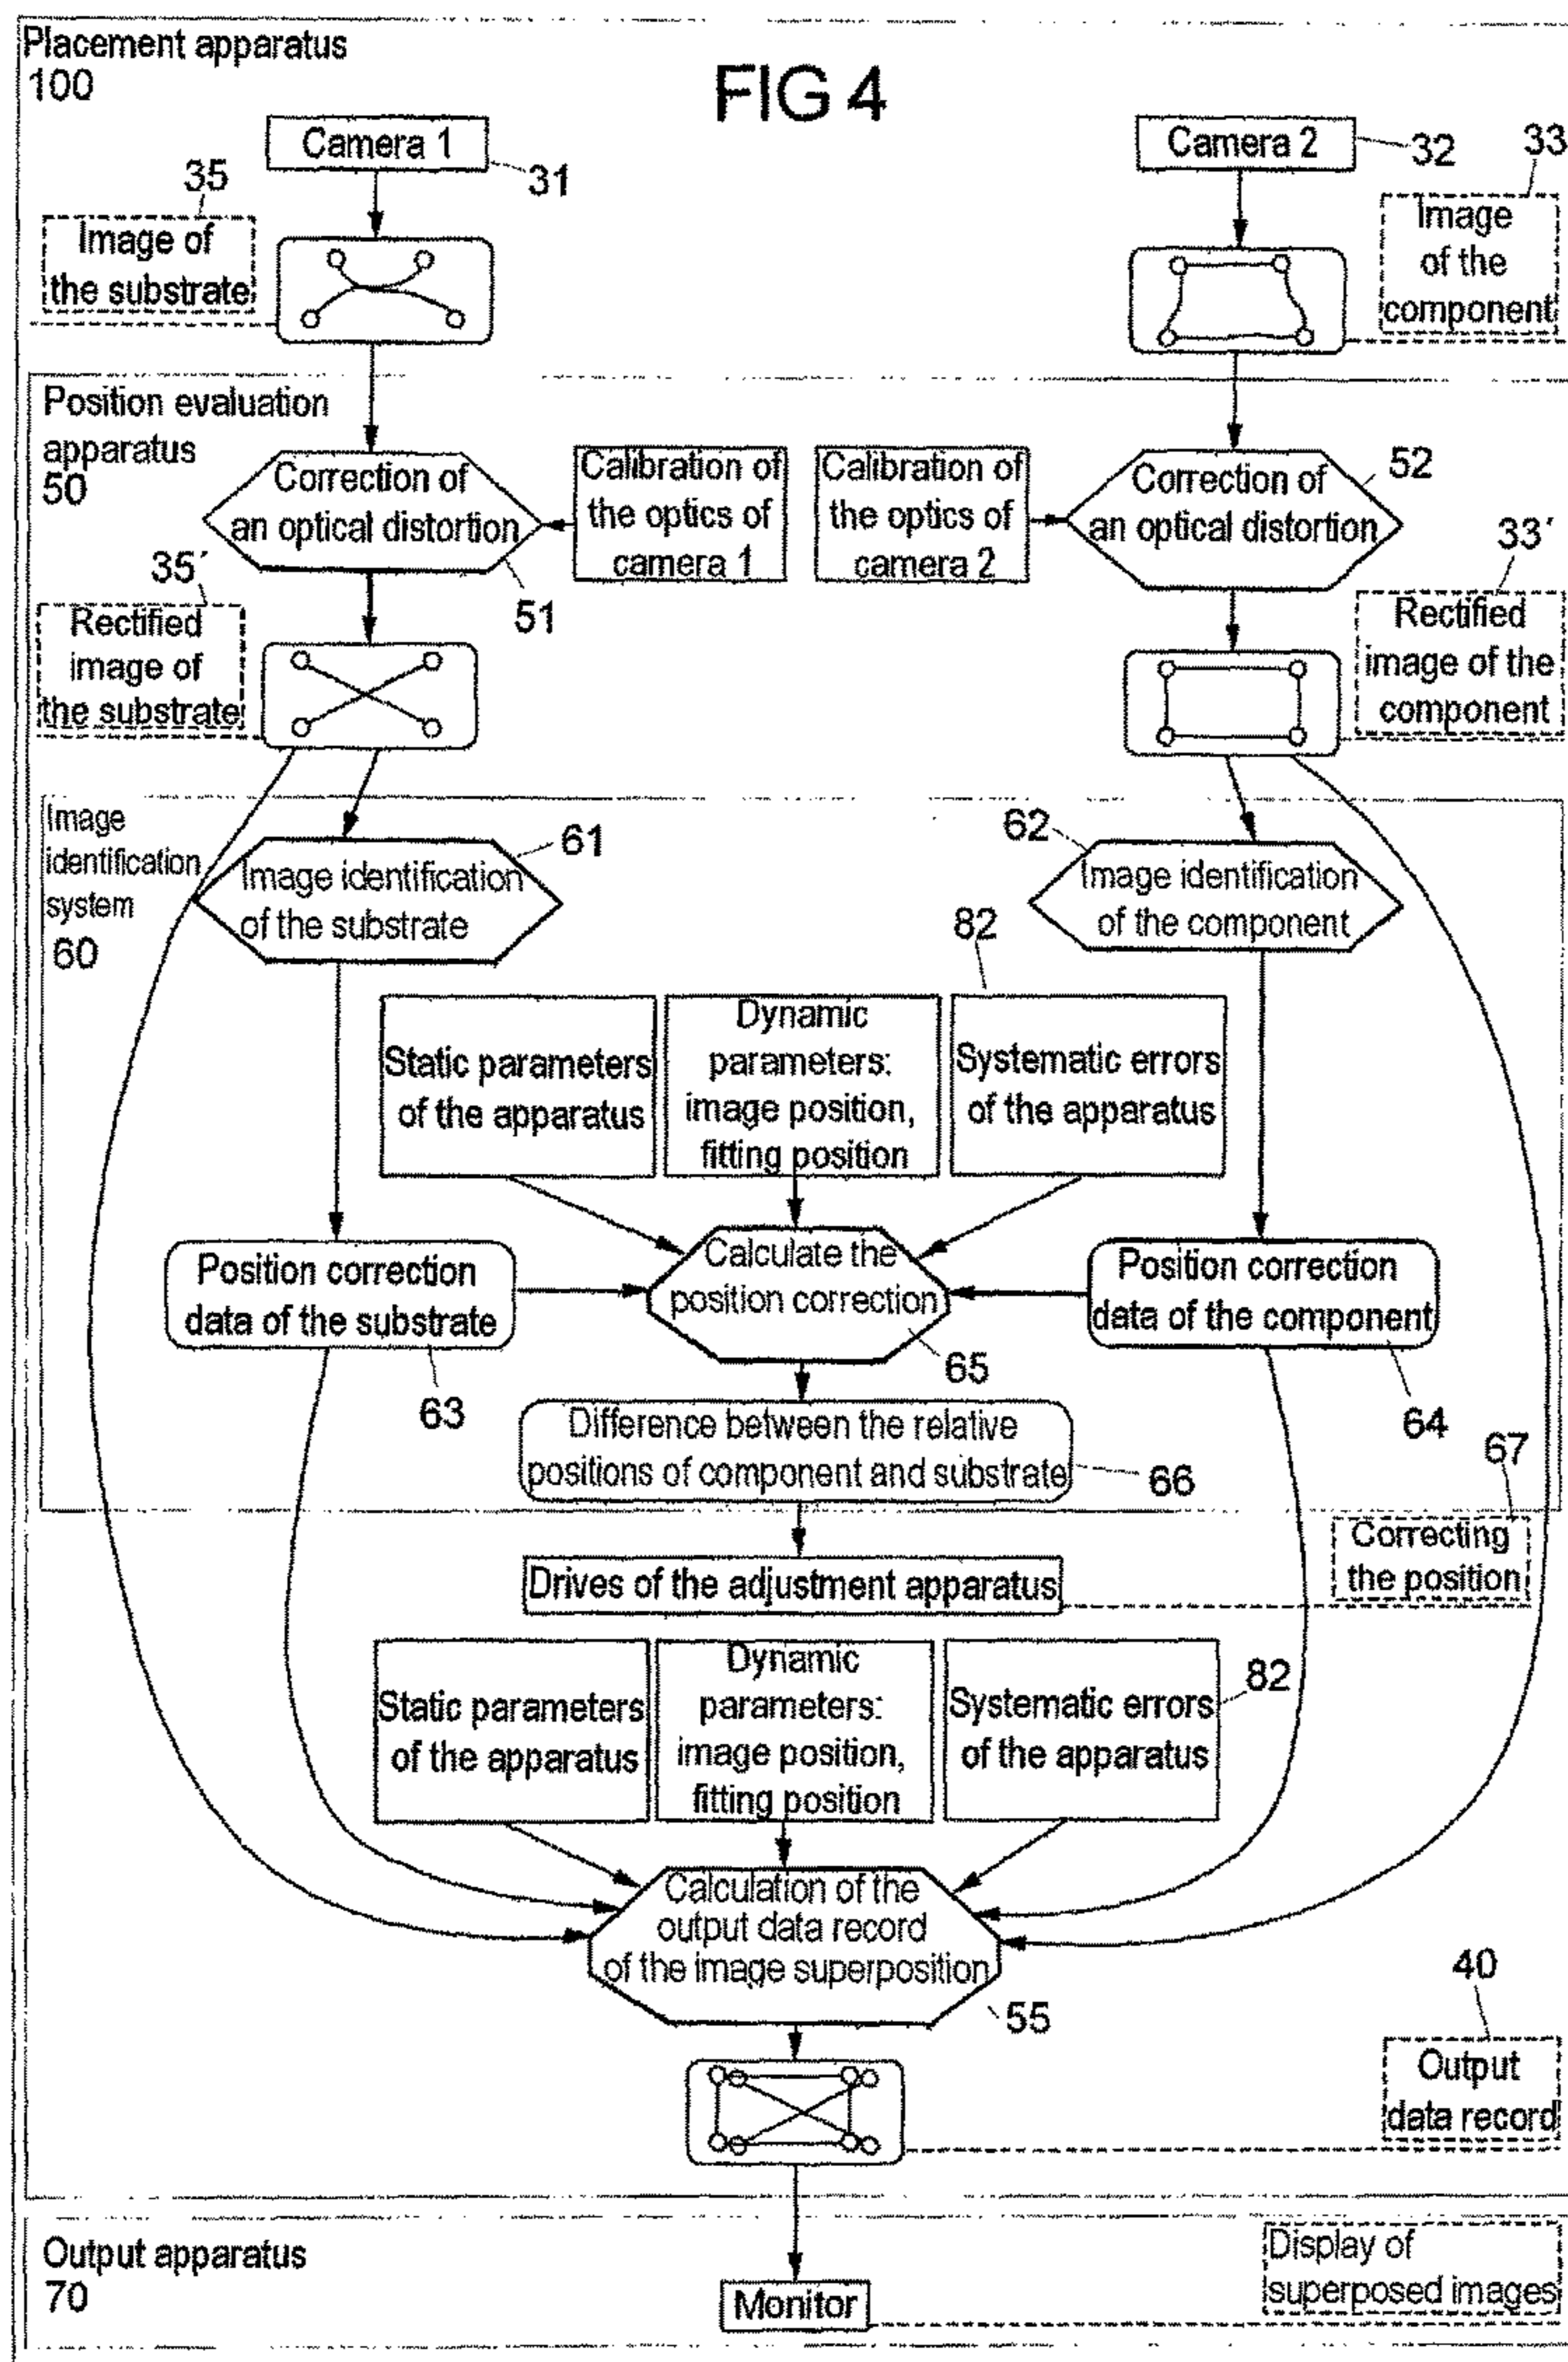 Placement apparatus
100
FIG 4
Camera 1
31
Camera 2
32
33
35
Image of
the substrate
Image
of the
component
Position evaluation
apparatus
50
Correction of
an optical distortion
51
Calibration of
the optics of
camera 1
Calibration of
the optics of
camera 2
Correction of
an optical distortion
52
35´
Rectified
image of
the substrate
33´
Rectified
image of the
component
Image
identification
system
60
Image identification
of the substrate
61
62
Image identification
of the component
82
Static parameters
of the apparatus
Dynamic
parameters:
image position,
fitting position
Systematic errors
of the apparatus
Position correction
data of the substrate
63
Calculate the
position correction
65
Position correction
data of the component
64
Difference between the relative
positions of component and substrate
66
67
Correcting
the position
Drives of the adjustment apparatus
Static parameters
of the apparatus
Dynamic
parameters:
image position,
fitting position
Systematic errors
of the apparatus
82
Calculation of the
output data record
of the image superposition
55
40
Output
data record
Output apparatus
70
Monitor
Display of
superposed images